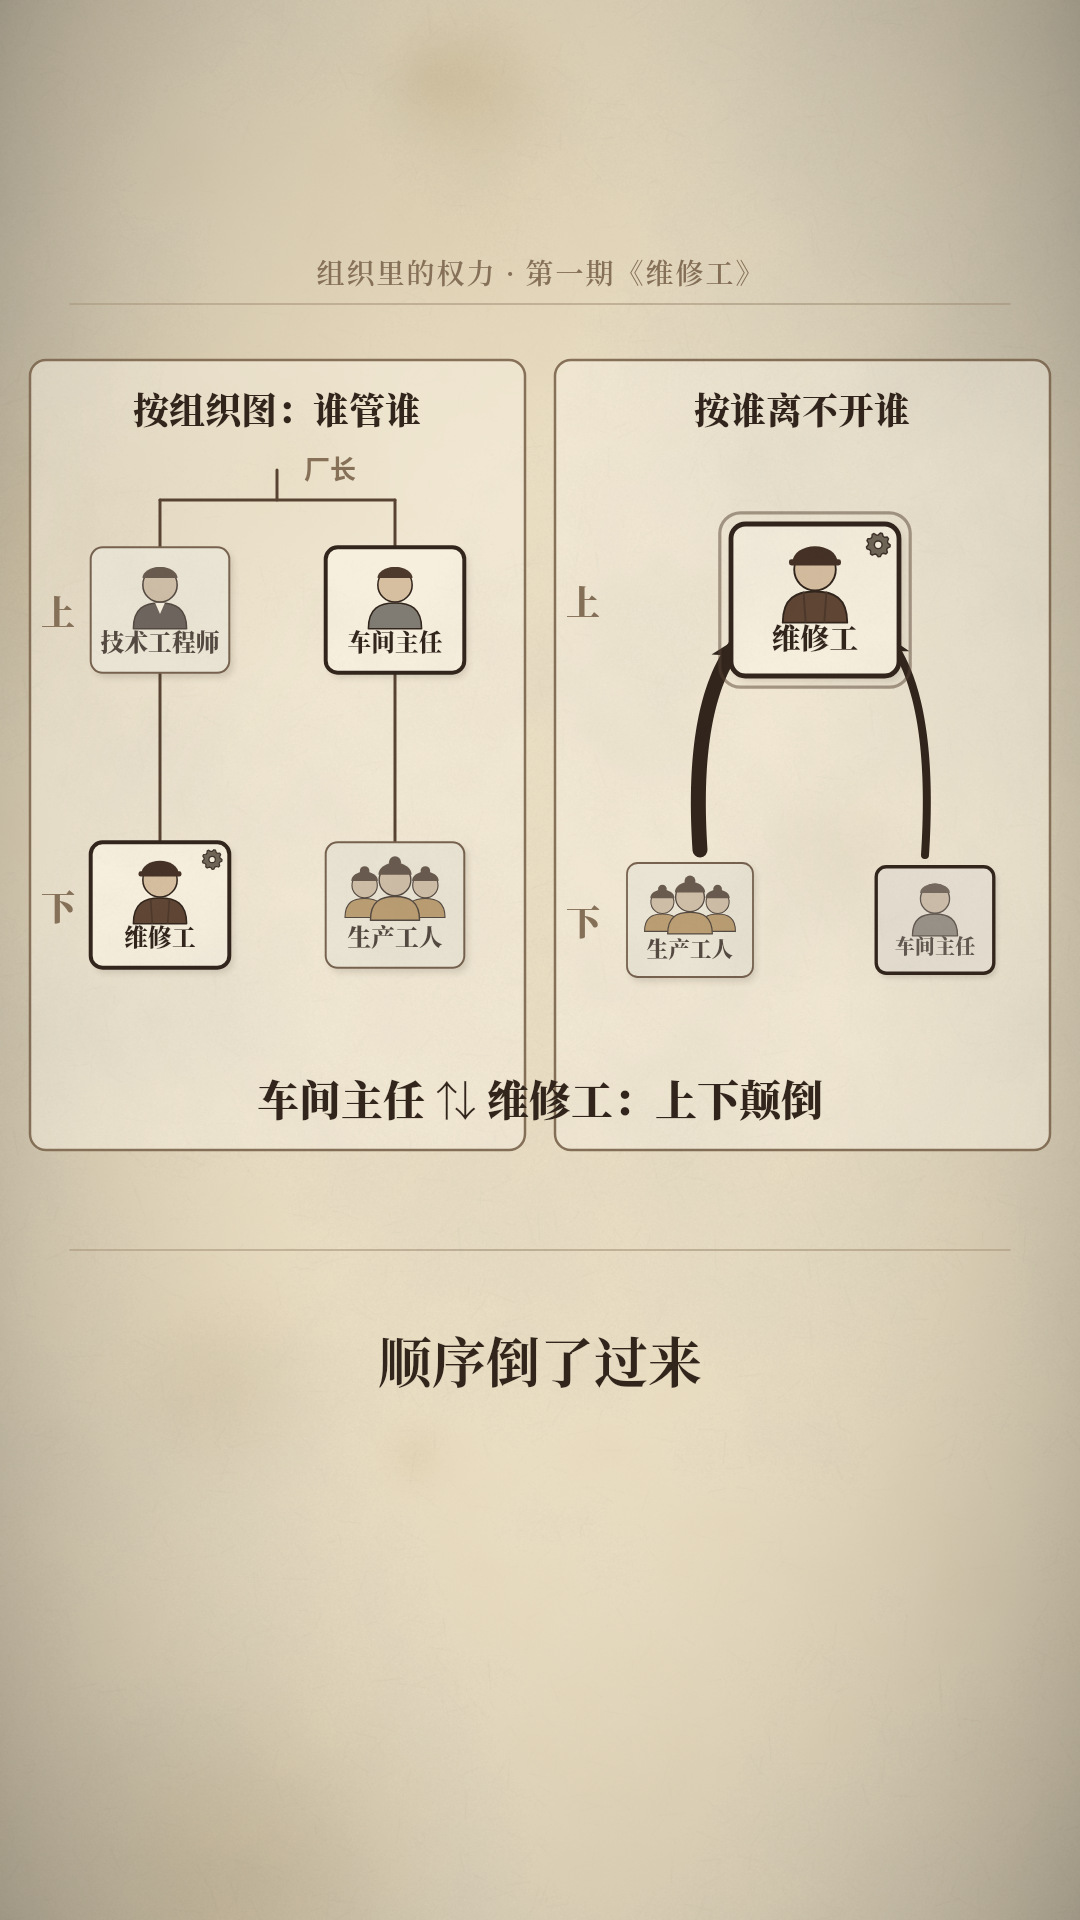 组织里的权力 · 第一期《维修工》
按组织图：谁管谁
厂长
上
技术工程师
车间主任
下
维修工
生产工人
按谁离不开谁
上
维修工
下
生产工人
车间主任
车间主任 ↑↓ 维修工：上下颠倒
顺序倒了过来